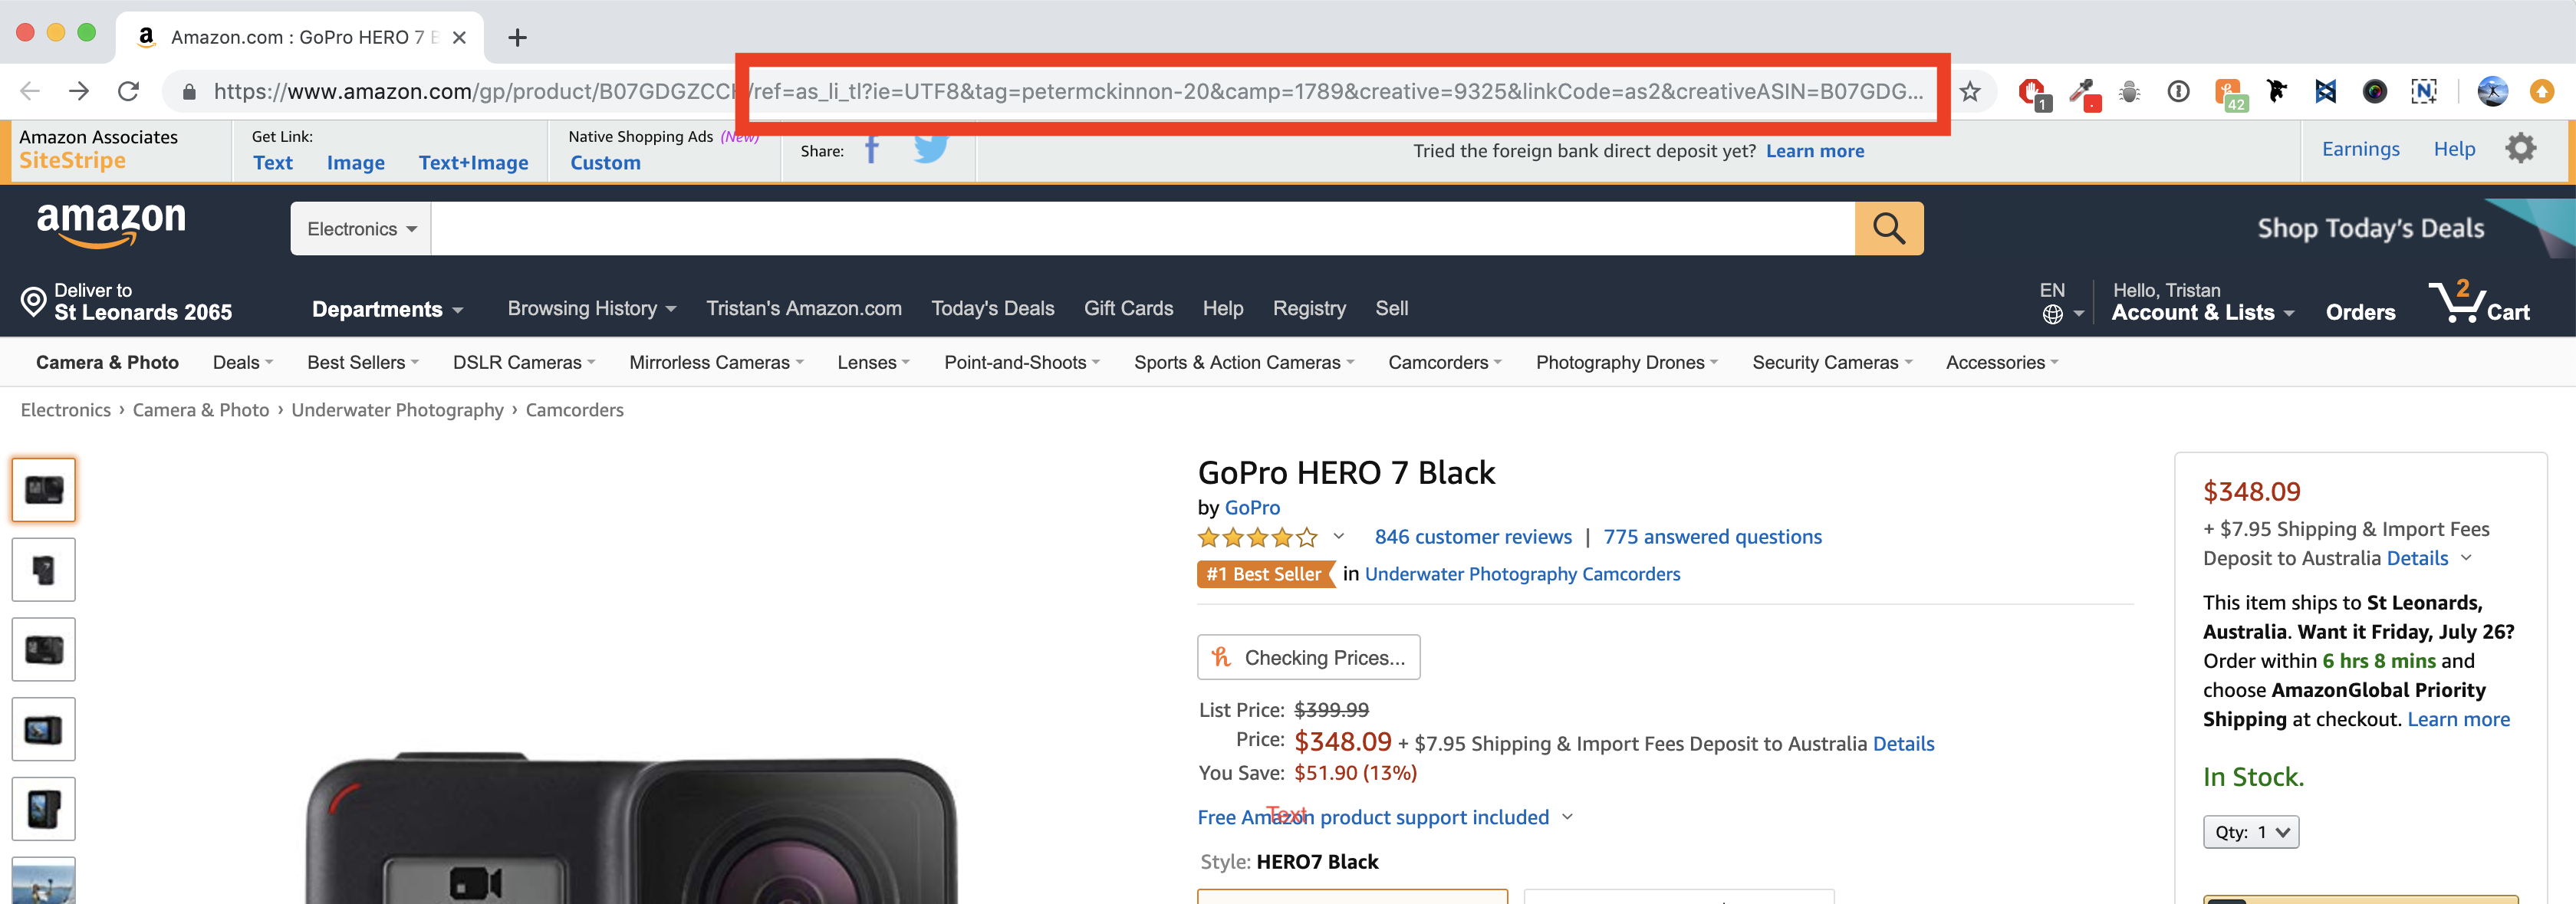 Amazon.com : GoPro HERO 7 B
https://www.amazon.com/gp/product/B07GDGZCCH/ref=as_li_tl?ie=UTF8&tag=petermckinnon-20&camp=1789&creative=9325&linkCode=as2&creativeASIN=B07GDG...
1
42
Amazon Associates
SiteStripe
Get Link:
Text Image Text+Image
Native Shopping Ads (New)
Custom
Share:
Tried the foreign bank direct deposit yet? Learn more
Earnings Help
amazon
Electronics
Shop Today's Deals
Deliver to
St Leonards 2065
Departments Browsing History Tristan's Amazon.com Today's Deals Gift Cards Help Registry Sell
EN
Hello, Tristan
Account & Lists
Orders
2
Cart
Camera & Photo Deals Best Sellers DSLR Cameras Mirrorless Cameras Lenses Point-and-Shoots Sports & Action Cameras Camcorders Photography Drones Security Cameras Accessories
Electronics › Camera & Photo › Underwater Photography › Camcorders
GoPro HERO 7 Black
by GoPro
846 customer reviews | 775 answered questions
#1 Best Seller in Underwater Photography Camcorders
Checking Prices...
List Price: $399.99
Price: $348.09 + $7.95 Shipping & Import Fees Deposit to Australia Details
You Save: $51.90 (13%)
Text
Free Amazon product support included
Style: HERO7 Black
$348.09
+ $7.95 Shipping & Import Fees
Deposit to Australia Details
This item ships to St Leonards,
Australia. Want it Friday, July 26?
Order within 6 hrs 8 mins and
choose AmazonGlobal Priority
Shipping at checkout. Learn more
In Stock.
Qty: 1